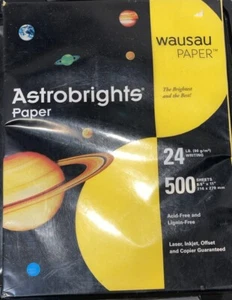 wausau
PAPER™
Astrobrights®
Paper
The Brightest
and the Best!
24 LB. (89 g/m²)
WRITING
500 SHEETS
8.5" x 11"
216 x 279 mm
Acid-Free and
Lignin-Free
Laser, Inkjet, Offset
and Copier Guaranteed